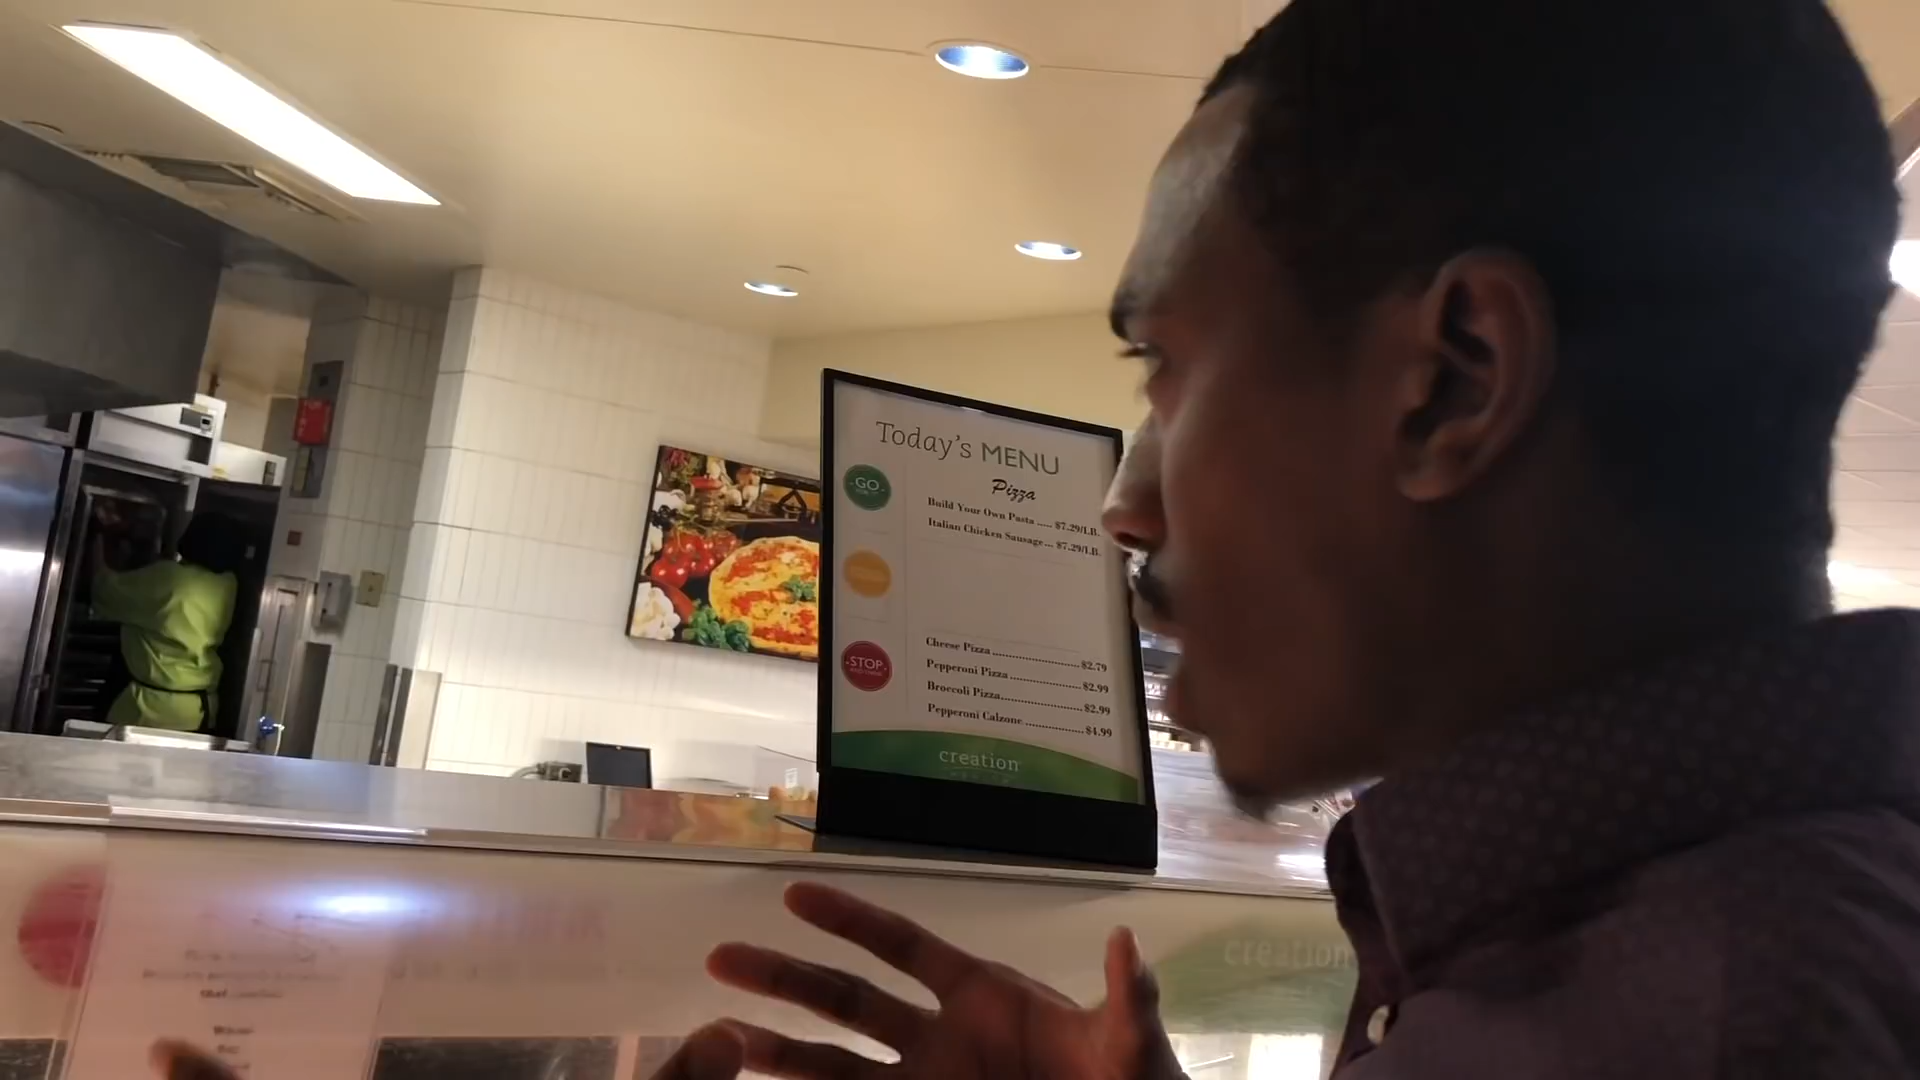 Today's MENU
GO
Pizza
Build Your Own Pasta ..... $7.29/LB.
Italian Chicken Sausage... $7.29/LB.
STOP
Cheese Pizza ........................ $2.79
Pepperoni Pizza .................... $2.99
Broccoli Pizza....................... $2.99
Pepperoni Calzone ................ $4.99
creation
creation